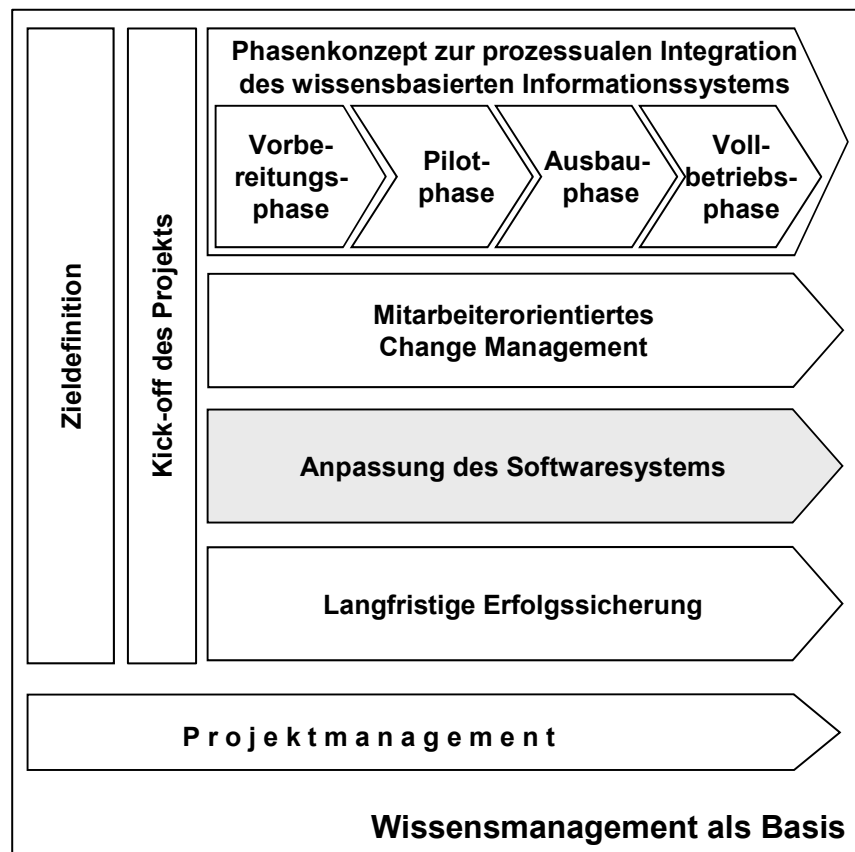 Zieldefinition
Kick-off des Projekts
Phasenkonzept zur prozessualen Integration
des wissensbasierten Informationssystems
Vorbe-
reitungs-
phase
Pilot-
phase
Ausbau-
phase
Voll-
betriebs-
phase
Mitarbeiterorientiertes
Change Management
Anpassung des Softwaresystems
Langfristige Erfolgssicherung
Projektmanagement
Wissensmanagement als Basis